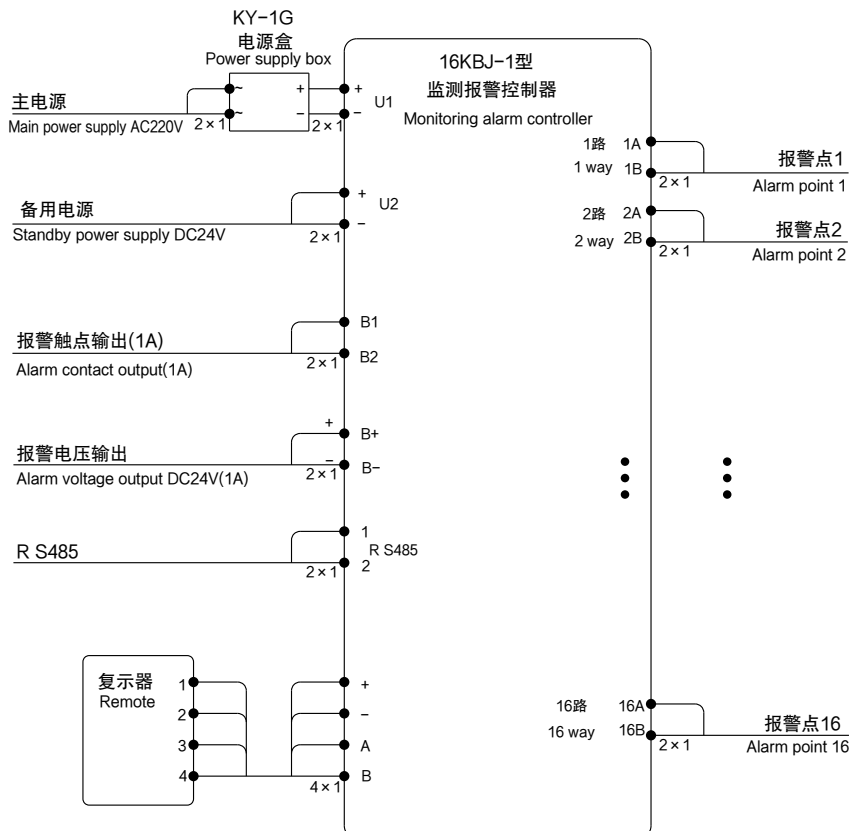 KY-1G
电源盒
Power supply box
~ +
~ −
主电源
Main power supply AC220V
2×1
2×1
+
U1
−
16KBJ-1型
监测报警控制器
Monitoring alarm controller
备用电源
Standby power supply DC24V
2×1
+
U2
−
报警触点输出(1A)
Alarm contact output(1A)
2×1
B1
B2
报警电压输出
Alarm voltage output DC24V(1A)
+
−
2×1
B+
B−
R S485
2×1
1
R S485
2
复示器
Remote
1
2
3
4
4×1
+
−
A
B
1路 1A
1 way 1B
2×1
报警点1
Alarm point 1
2路 2A
2 way 2B
2×1
报警点2
Alarm point 2
16路 16A
16 way 16B
2×1
报警点16
Alarm point 16